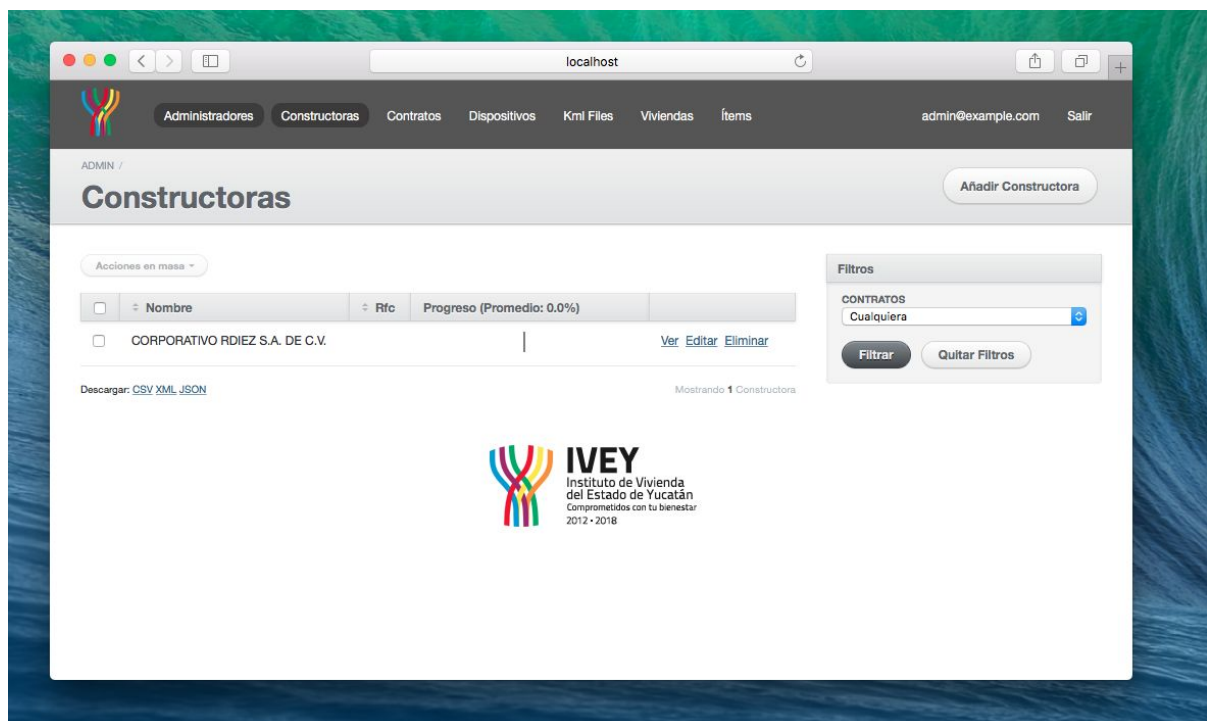 localhost
Administradores Constructoras Contratos Dispositivos Kml Files Viviendas Ítems admin@example.com Salir
ADMIN /
Constructoras
Añadir Constructora
Acciones en masa
Nombre Rfc Progreso (Promedio: 0.0%)
CORPORATIVO RDIEZ S.A. DE C.V. Ver Editar Eliminar
Descargar: CSV XML JSON
Mostrando 1 Constructora
Filtros
CONTRATOS
Cualquiera
Filtrar Quitar Filtros
IVEY
Instituto de Vivienda
del Estado de Yucatán
Comprometidos con tu bienestar
2012 • 2018